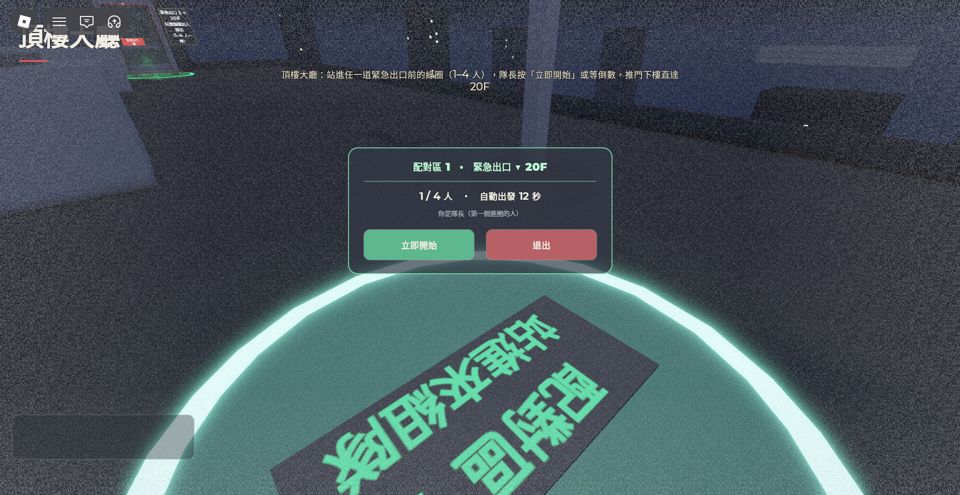 頂樓大廳
頂樓大廳：站進任一道緊急出口前的綠圈（1–4 人），隊長按「立即開始」或等倒數，推門下樓直達
20F
配對區 1 • 緊急出口 ▼ 20F
1 / 4 人 • 自動出發 12 秒
你是隊長（第一個進圈的人）
立即開始
退出
配對區
站進來組隊